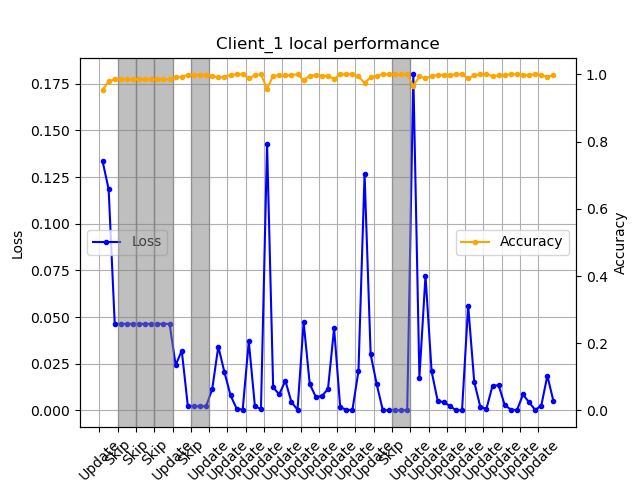 Client_1 local performance
Loss
0.175
0.150
0.125
0.100
0.075
0.050
0.025
0.000
Loss
Accuracy
1.0
0.8
0.6
0.4
0.2
0.0
Accuracy
Update
Skip
Skip
Skip
Update
Skip
Update
Update
Update
Update
Update
Update
Update
Update
Update
Update
Skip
Update
Update
Update
Update
Update
Update
Update
Update